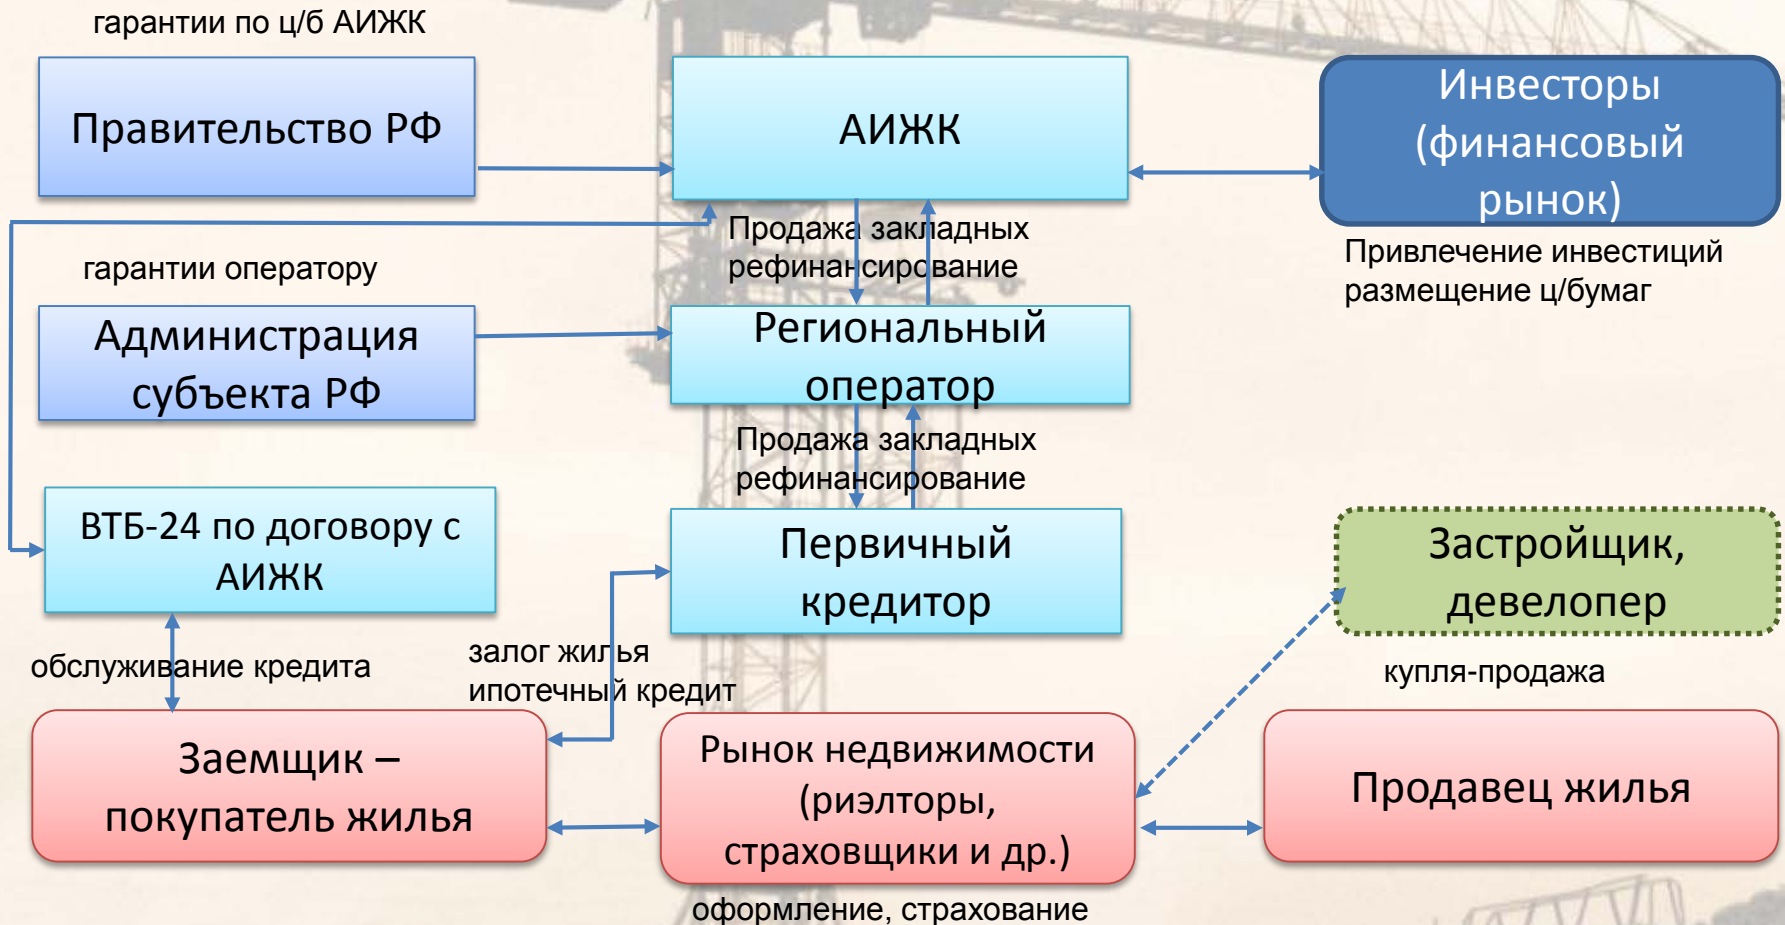 гарантии по ц/б АИЖК
Правительство РФ
АИЖК
Инвесторы
(финансовый
рынок)
Продажа закладных
рефинансирование
Привлечение инвестиций
размещение ц/бумаг
гарантии оператору
Администрация
субъекта РФ
Региональный
оператор
Продажа закладных
рефинансирование
ВТБ-24 по договору с
АИЖК
Первичный
кредитор
Застройщик,
девелопер
обслуживание кредита
залог жилья
ипотечный кредит
купля-продажа
Заемщик –
покупатель жилья
Рынок недвижимости
(риэлторы,
страховщики и др.)
Продавец жилья
оформление, страхование